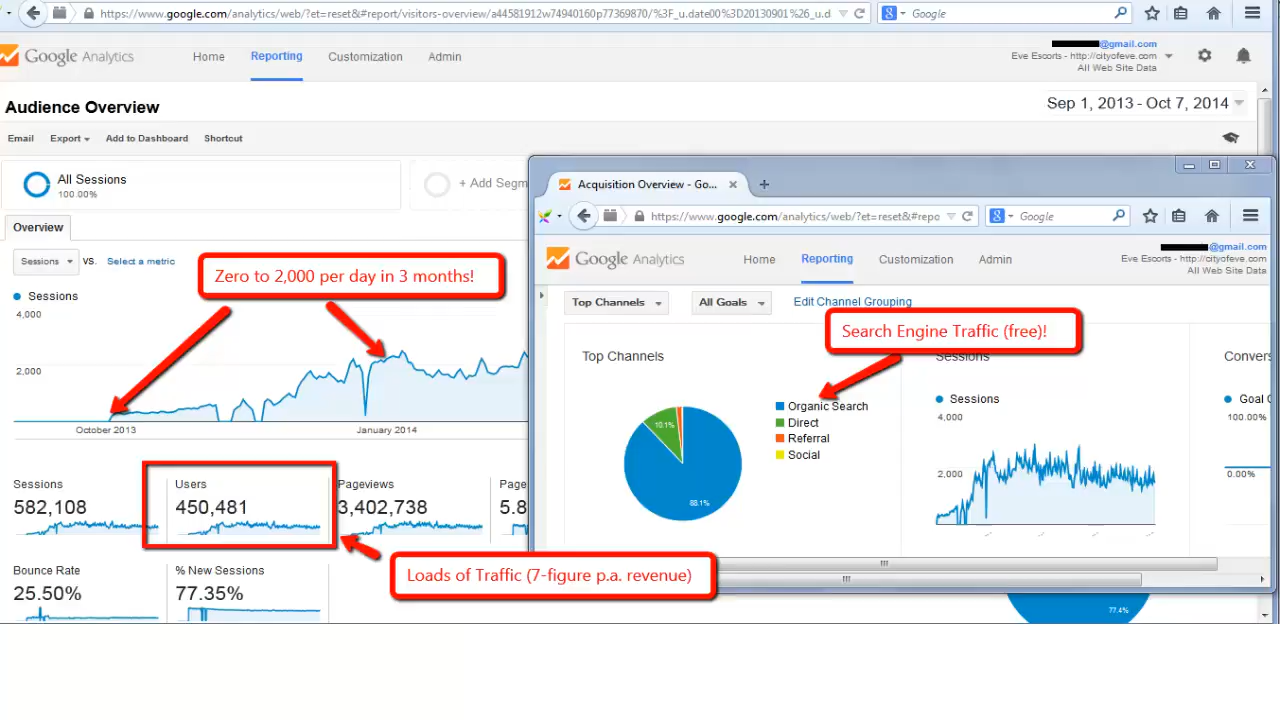 https://www.google.com/analytics/web/?et=reset&#report/visitors-overview/a44581912w74940160p77369870/%3F_u.date00%3D20130901%26_u.d
Google
Google Analytics
Home Reporting Customization Admin
@gmail.com
Eve Escorts - http://cityofeve.com
All Web Site Data
Audience Overview
Sep 1, 2013 - Oct 7, 2014
Email Export Add to Dashboard Shortcut
All Sessions
100.00%
+ Add Segm
Overview
Sessions VS. Select a metric
Zero to 2,000 per day in 3 months!
Sessions
4,000
2,000
October 2013 January 2014
Sessions
582,108
Users
450,481
Pageviews
3,402,738
Page
5.8
Loads of Traffic (7-figure p.a. revenue)
Bounce Rate
25.50%
% New Sessions
77.35%
77.4%
Acquisition Overview - Go...
https://www.google.com/analytics/web/?et=reset&#repo
Google
Google Analytics
Home Reporting Customization Admin
@gmail.com
Eve Escorts - http://cityofeve.com
All Web Site Data
Top Channels All Goals Edit Channel Grouping
Search Engine Traffic (free)!
Top Channels
10.1%
88.1%
Organic Search
Direct
Referral
Social
Sessions
Sessions
4,000
2,000
Convers
Goal C
100.00%
0.00%